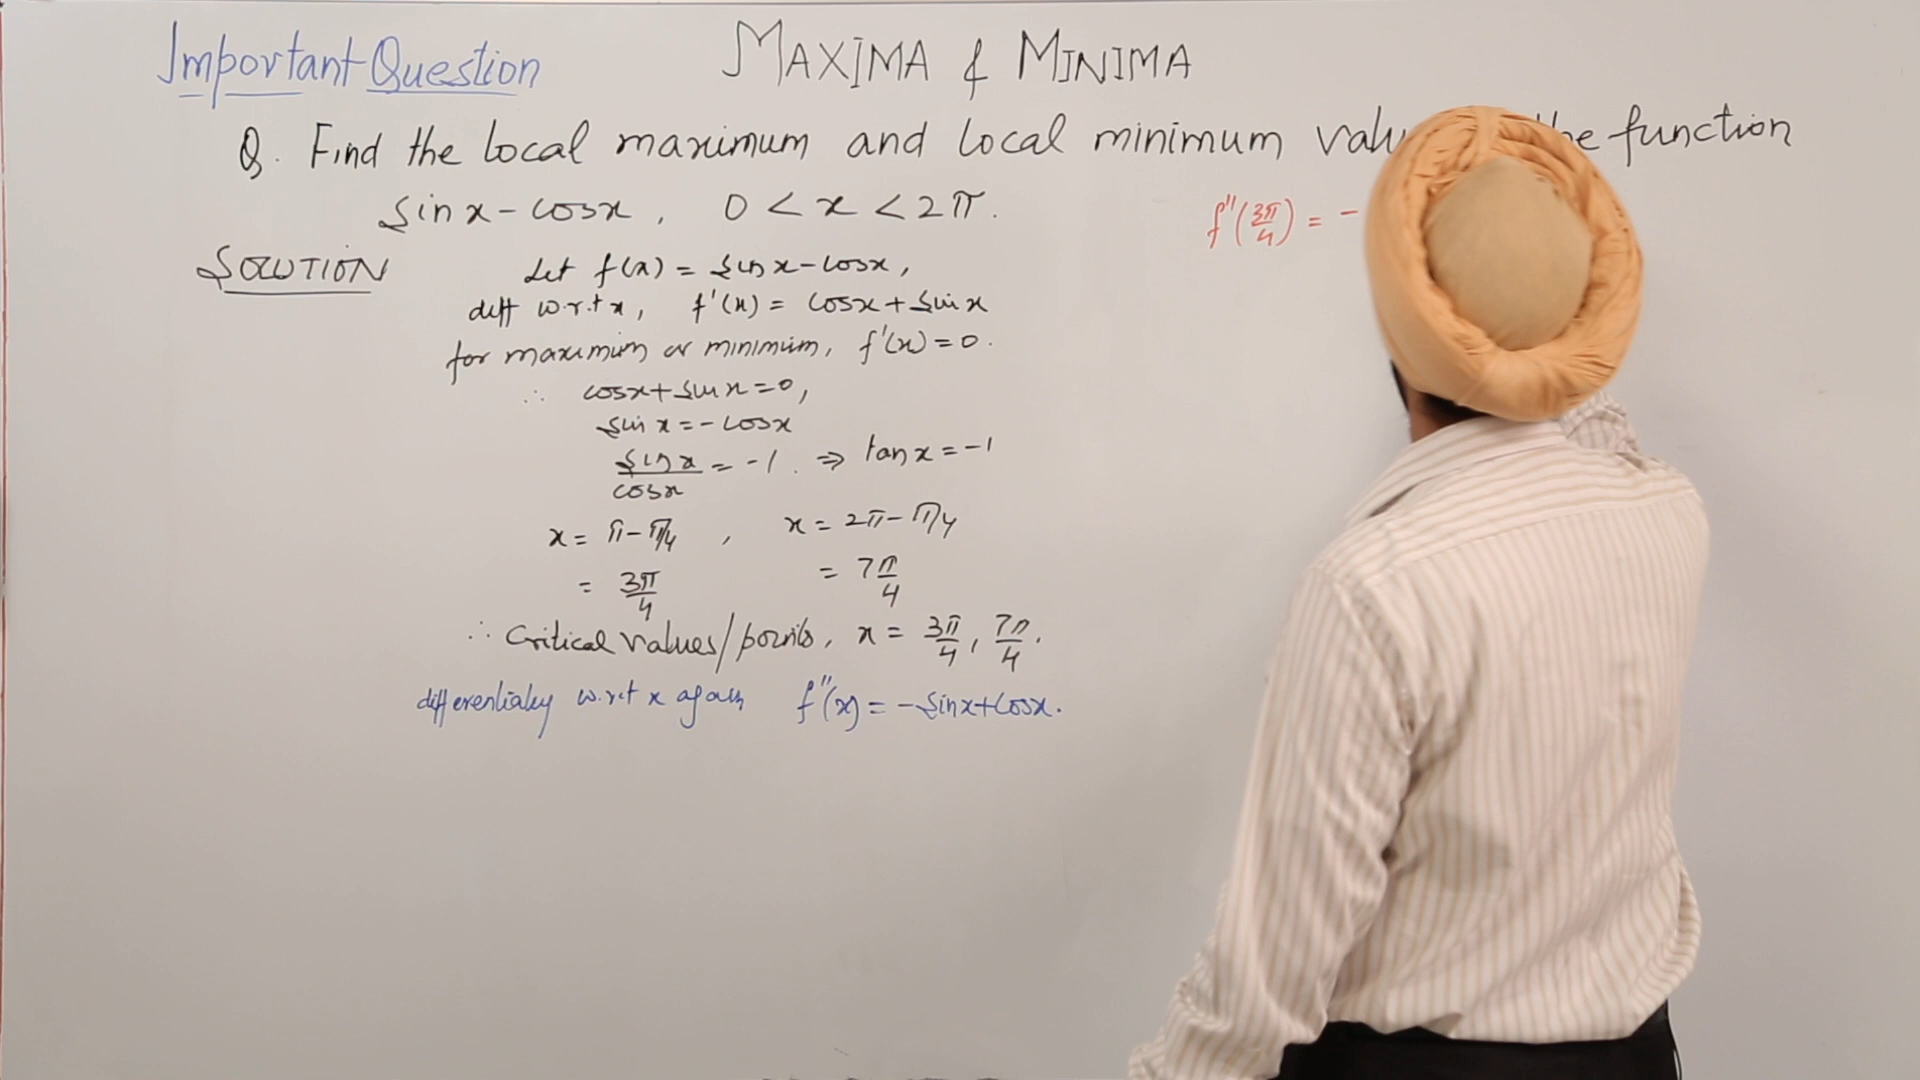 Important Question
MAXIMA & MINIMA
Q. Find the local maximum and local minimum function
sin x - cos x, 0 < x < 2π.
SOLUTION
Let f(x) = sin x - cos x,
diff w.r.t x, f'(x) = cos x + sin x
for maximum or minimum, f'(x) = 0.
∴ cos x + sin x = 0,
sin x = - cos x
sin x / cos x = -1. ⇒ tan x = -1
x = π - π/4, x = 2π - π/4
= 3π/4 = 7π/4
∴ Critical values/points, x = 3π/4, 7π/4.
w.r.t x again f''(x) = - sin x + cos x.
f''(3π/4) = -